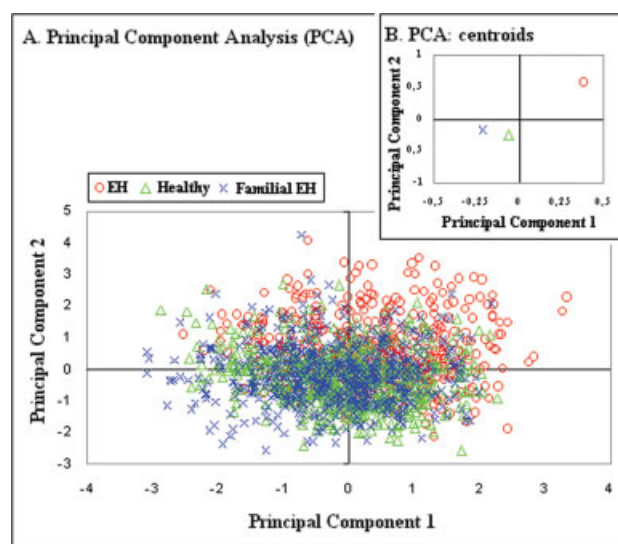 A. Principal Component Analysis (PCA)
B. PCA: centroids
Principal Component 2
1
0,5
0
0,5
-1
-0,5 -0,25 0 0,25 0,5
Principal Component 1
EH Healthy Familial EH
Principal Component 2
5
4
3
2
1
0
-1
-2
-3
-4 -3 -2 -1 0 1 2 3 4
Principal Component 1